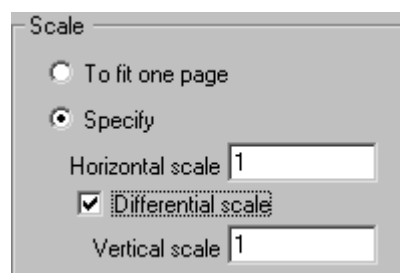 Scale
To fit one page
Specify
Horizontal scale 1
Differential scale
Vertical scale 1